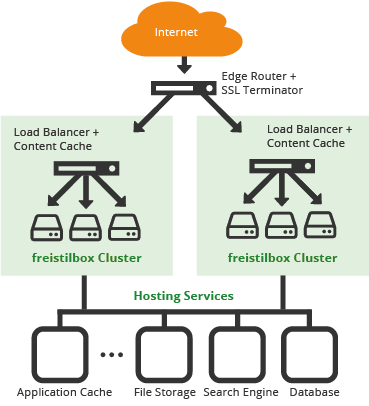 Internet
Edge Router +
SSL Terminator
Load Balancer +
Content Cache
Load Balancer +
Content Cache
freistilbox Cluster
freistilbox Cluster
Hosting Services
Application Cache
File Storage
Search Engine
Database